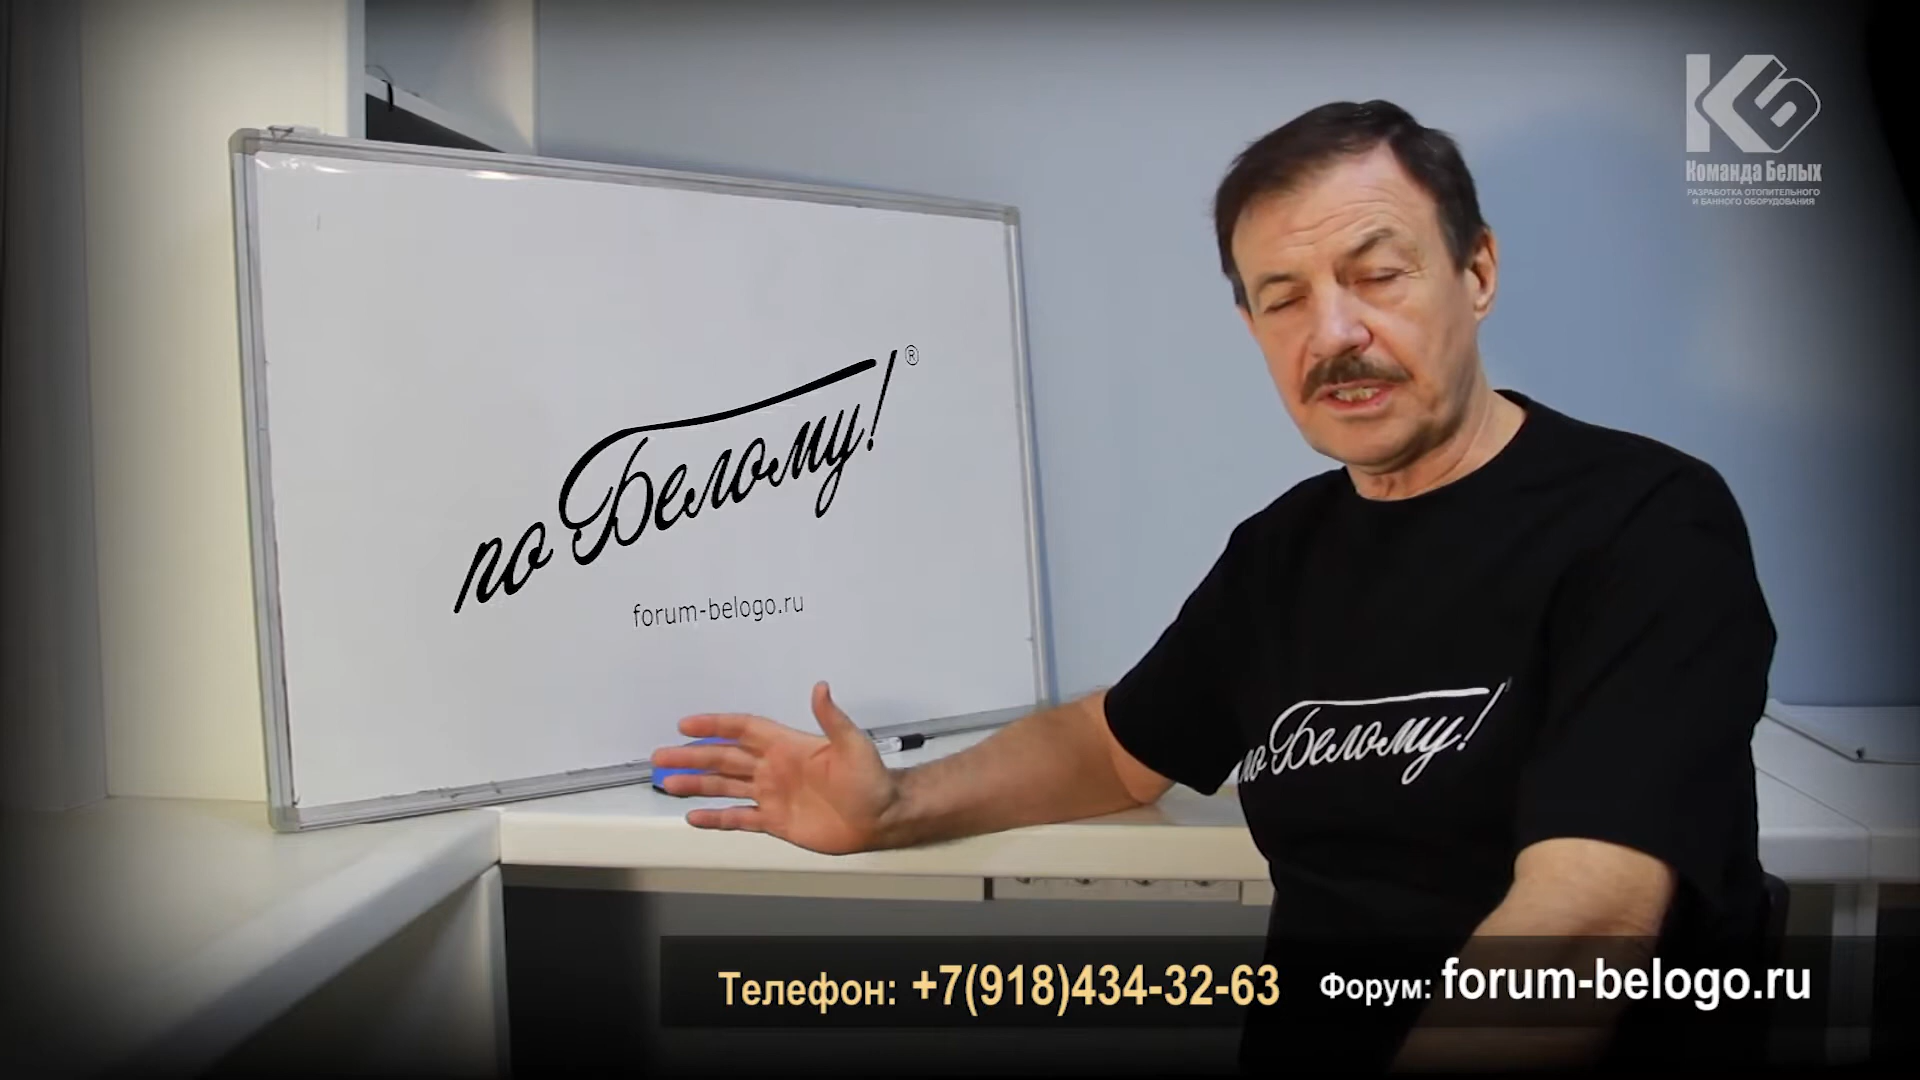 КБ
Команда Белых
РАЗРАБОТКА ОТОПИТЕЛЬНОГО
И БАННОГО ОБОРУДОВАНИЯ
по Белому! ®
forum-belogo.ru
по Белому!
Телефон: +7(918)434-32-63 Форум: forum-belogo.ru